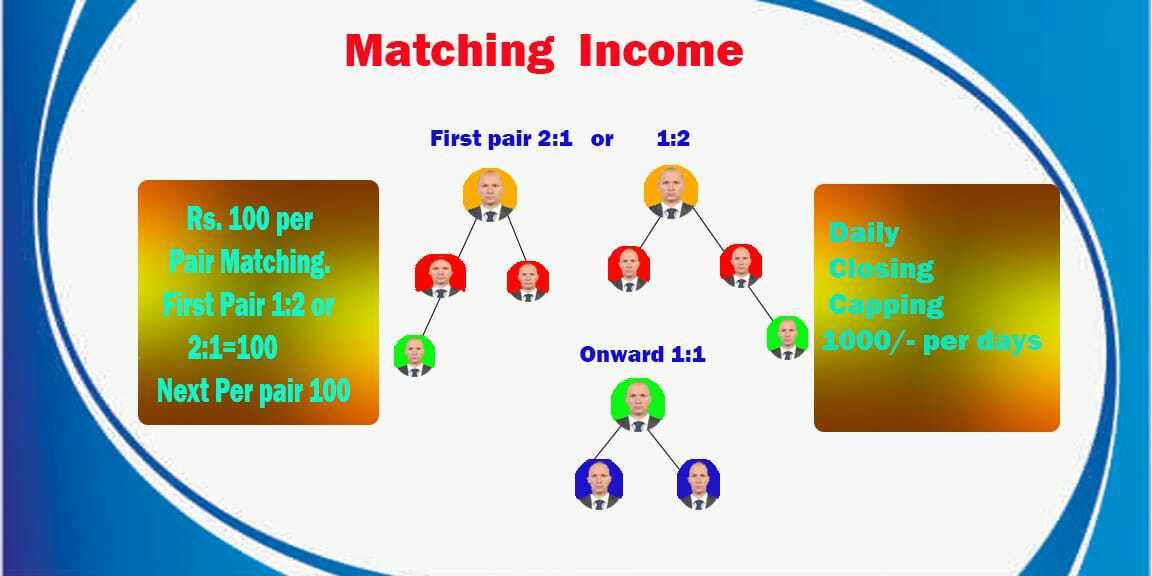 Matching Income
First pair 2:1 or 1:2
Rs. 100 per
Pair Matching.
First Pair 1:2 or
2:1=100
Next Per pair 100
Daily
Closing
Capping
1000/- per days
Onward 1:1